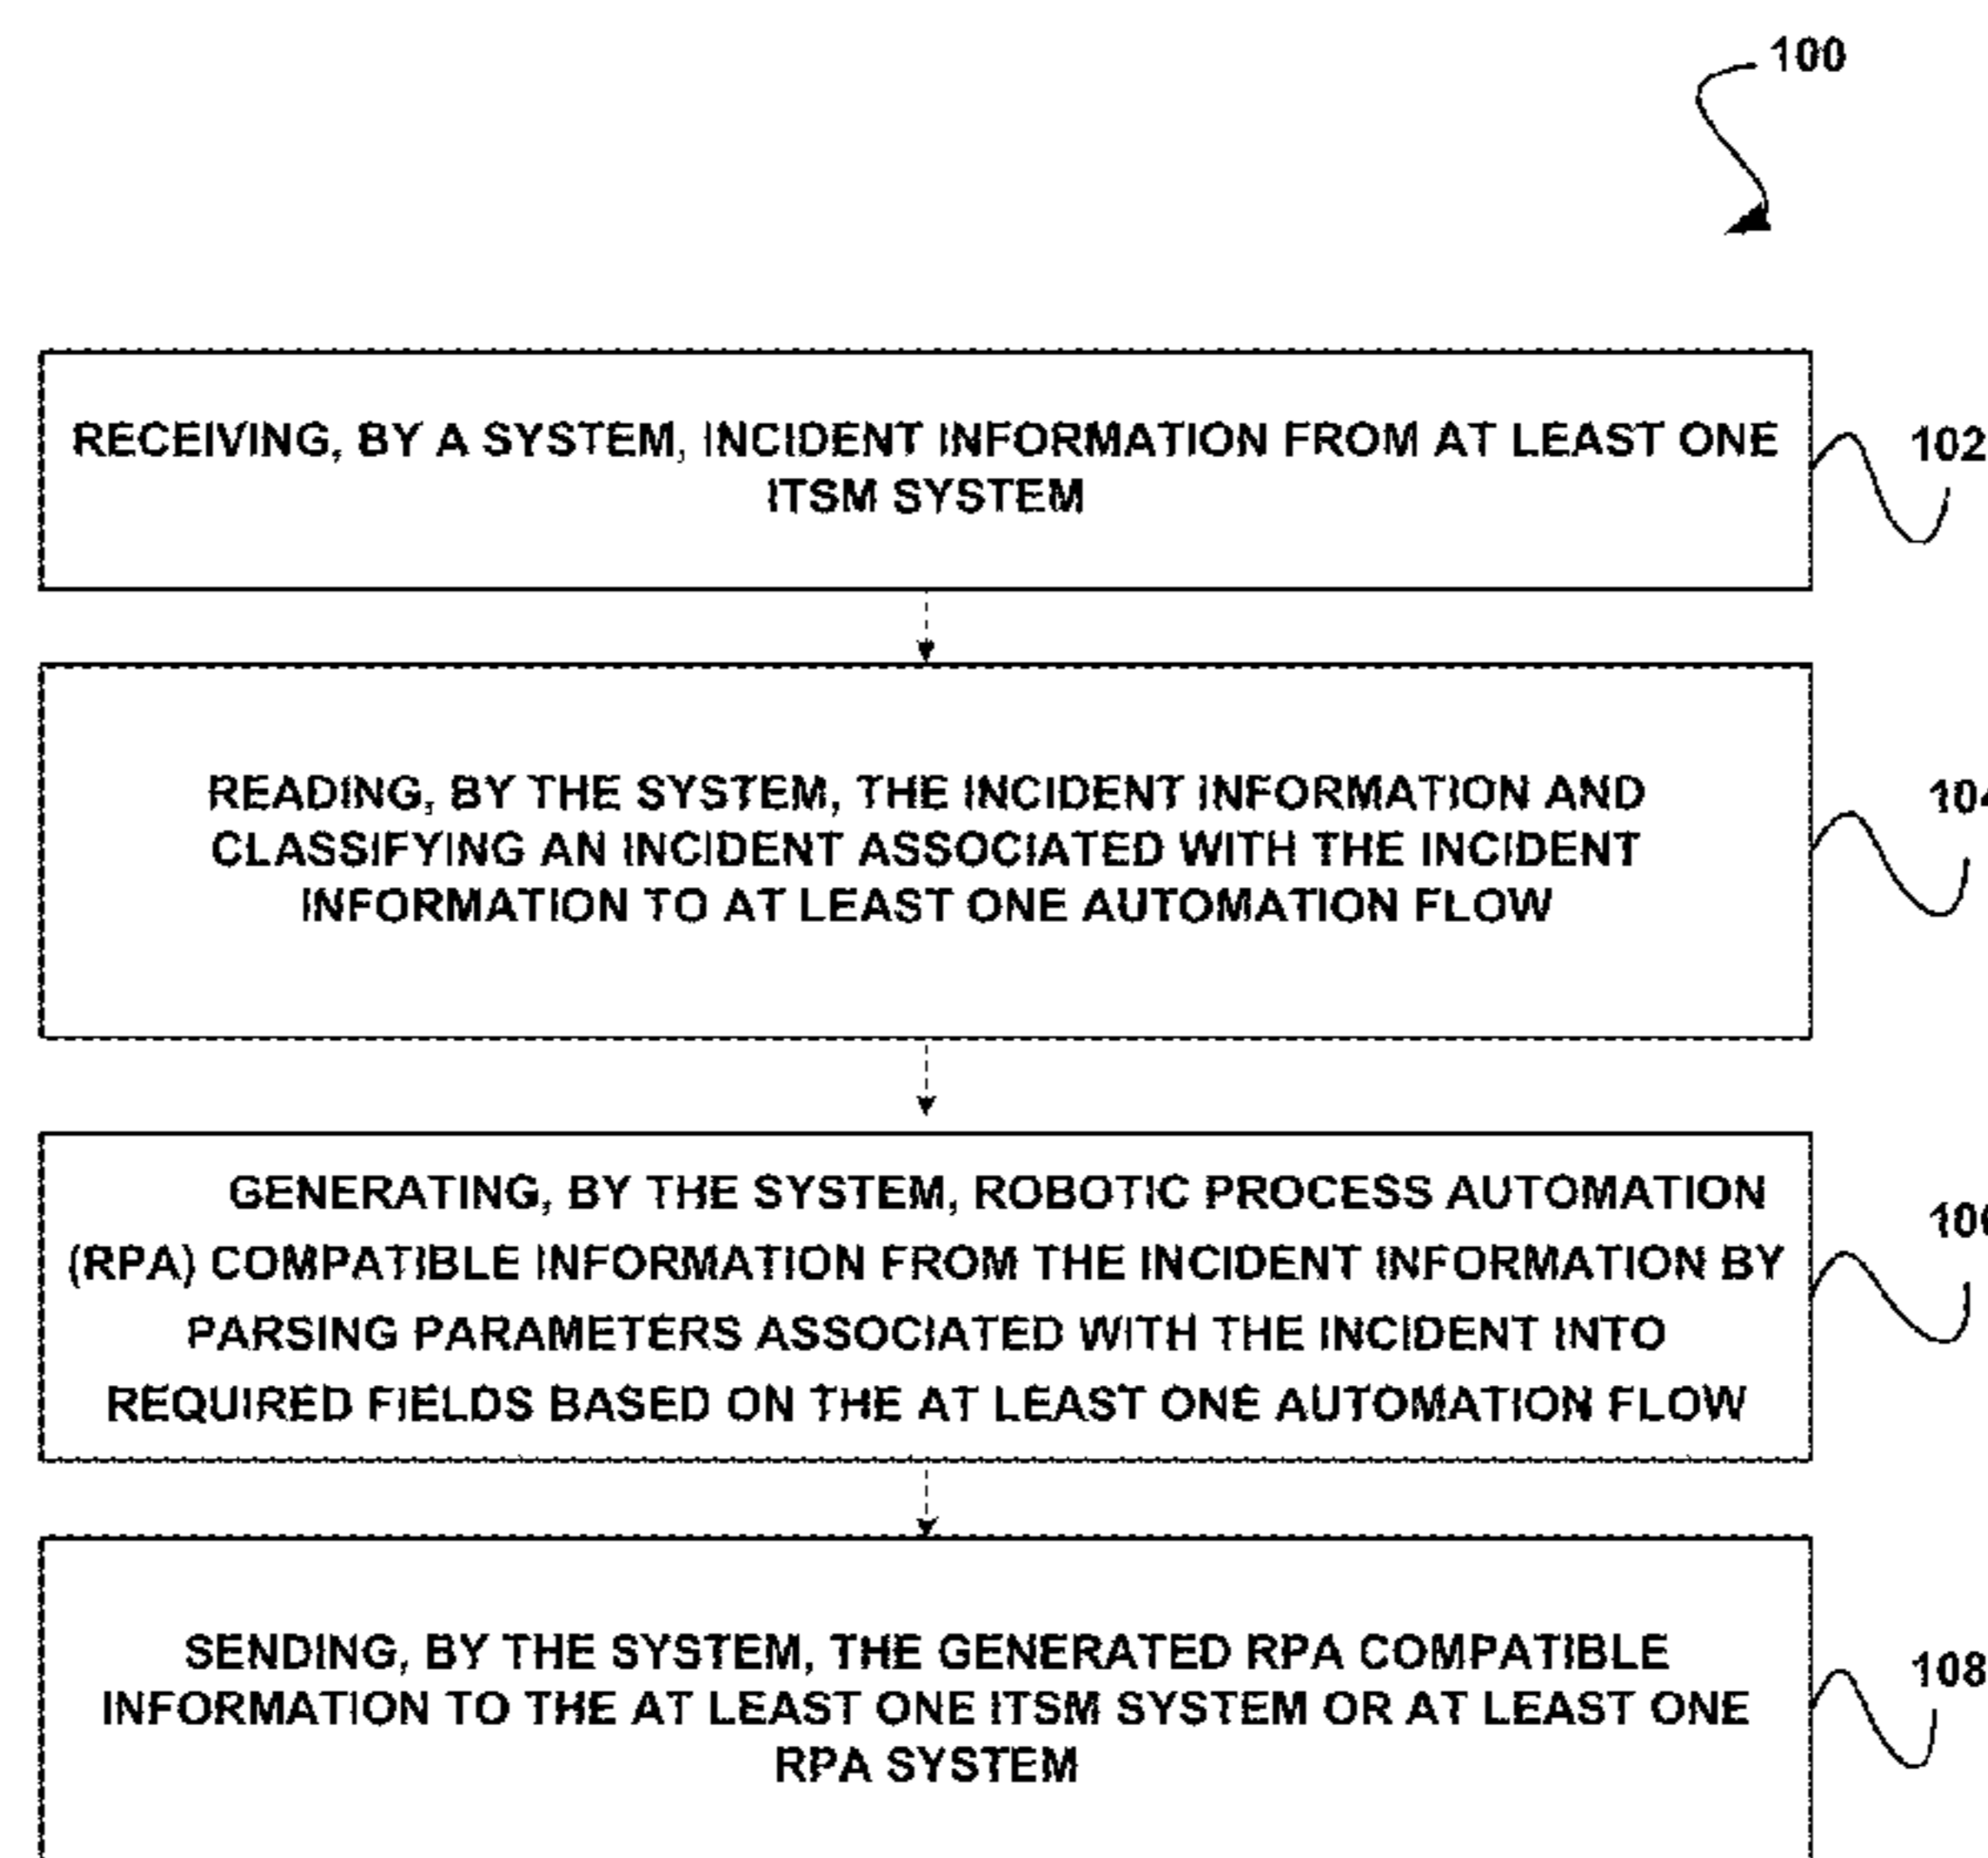 100
RECEIVING, BY A SYSTEM, INCIDENT INFORMATION FROM AT LEAST ONE
ITSM SYSTEM
102
READING, BY THE SYSTEM, THE INCIDENT INFORMATION AND
CLASSIFYING AN INCIDENT ASSOCIATED WITH THE INCIDENT
INFORMATION TO AT LEAST ONE AUTOMATION FLOW
104
GENERATING, BY THE SYSTEM, ROBOTIC PROCESS AUTOMATION
(RPA) COMPATIBLE INFORMATION FROM THE INCIDENT INFORMATION BY
PARSING PARAMETERS ASSOCIATED WITH THE INCIDENT INTO
REQUIRED FIELDS BASED ON THE AT LEAST ONE AUTOMATION FLOW
106
SENDING, BY THE SYSTEM, THE GENERATED RPA COMPATIBLE
INFORMATION TO THE AT LEAST ONE ITSM SYSTEM OR AT LEAST ONE
RPA SYSTEM
108